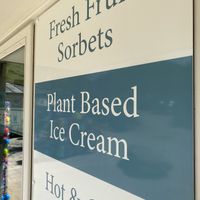 Fresh Fru
Sorbets
Plant Based
Ice Cream
Hot &